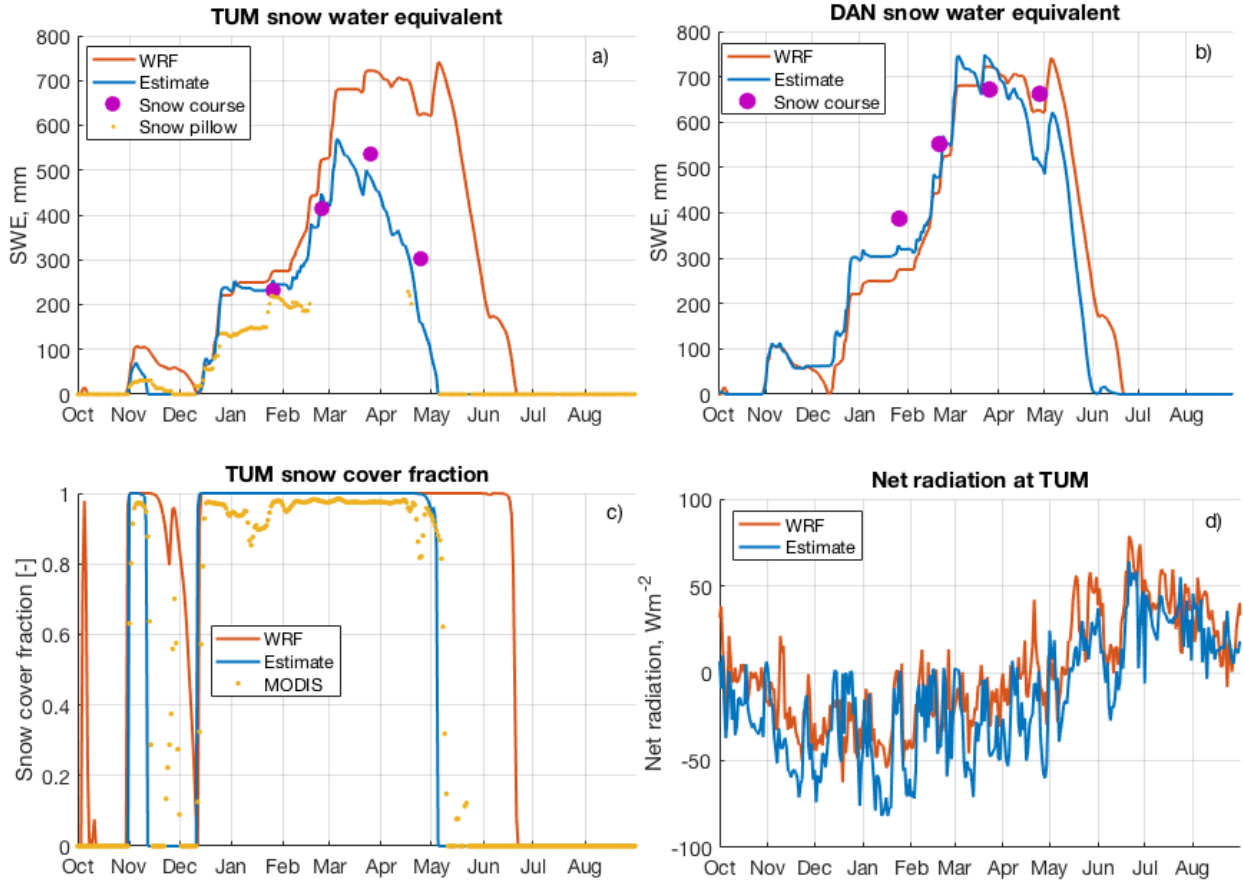 TUM snow water equivalent
a)
WRF
Estimate
Snow course
Snow pillow
SWE, mm
800
700
600
500
400
300
200
100
0
Oct Nov Dec Jan Feb Mar Apr May Jun Jul Aug
DAN snow water equivalent
b)
WRF
Estimate
Snow course
SWE, mm
800
700
600
500
400
300
200
100
0
Oct Nov Dec Jan Feb Mar Apr May Jun Jul Aug
TUM snow cover fraction
c)
WRF
Estimate
MODIS
Snow cover fraction [-]
1
0.8
0.6
0.4
0.2
0
Oct Nov Dec Jan Feb Mar Apr May Jun Jul Aug
Net radiation at TUM
d)
WRF
Estimate
Net radiation, Wm⁻²
100
50
0
-50
-100
Oct Nov Dec Jan Feb Mar Apr May Jun Jul Aug